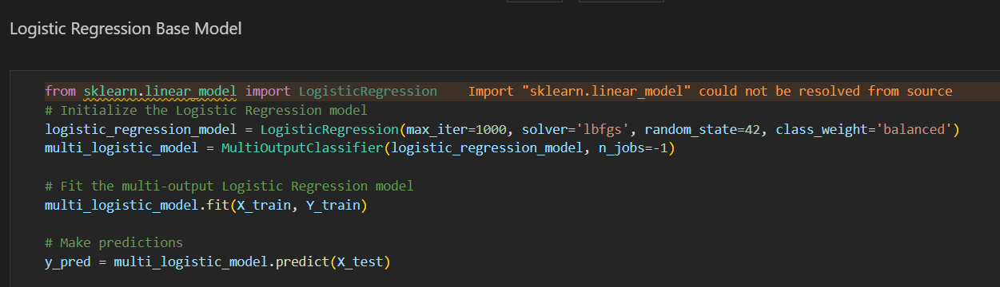 Logistic Regression Base Model
from sklearn.linear_model import LogisticRegression    Import "sklearn.linear_model" could not be resolved from source
# Initialize the Logistic Regression model
logistic_regression_model = LogisticRegression(max_iter=1000, solver='lbfgs', random_state=42, class_weight='balanced')
multi_logistic_model = MultiOutputClassifier(logistic_regression_model, n_jobs=-1)
# Fit the multi-output Logistic Regression model
multi_logistic_model.fit(X_train, Y_train)
# Make predictions
y_pred = multi_logistic_model.predict(X_test)